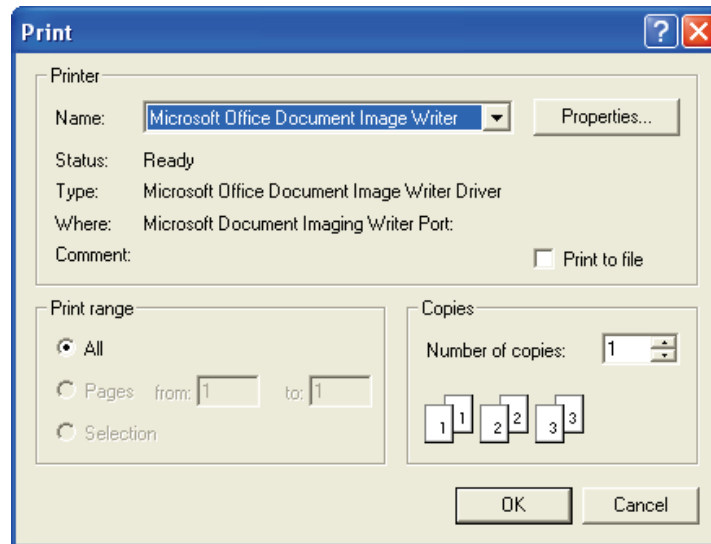 Print
Printer
Name: Microsoft Office Document Image Writer Properties...
Status: Ready
Type: Microsoft Office Document Image Writer Driver
Where: Microsoft Document Imaging Writer Port:
Comment: Print to file
Print range
All
Pages from: 1 to: 1
Selection
Copies
Number of copies: 1
1 1 2 2 3 3
OK Cancel